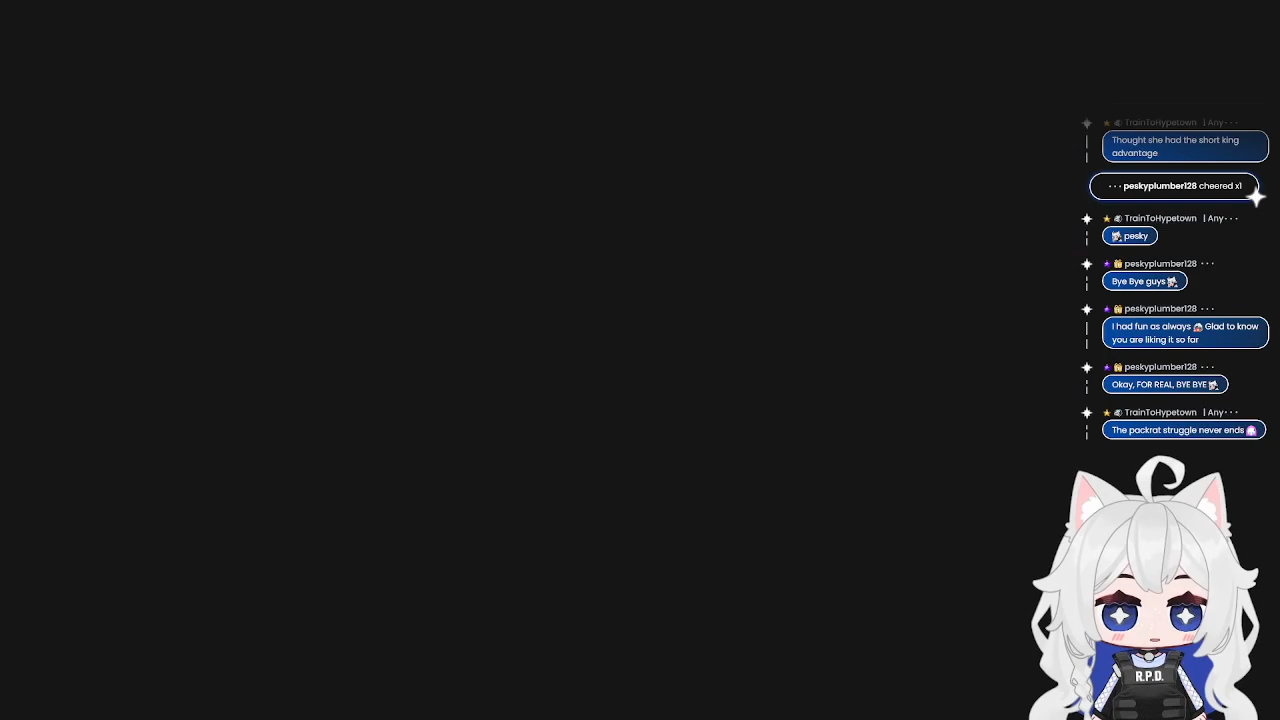 TrainToHypetown | Any···
Thought she had the short king
advantage
··· peskyplumber128 cheered x1
TrainToHypetown | Any···
pesky
peskyplumber128 ···
Bye Bye guys
peskyplumber128 ···
I had fun as always Glad to know
you are liking it so far
peskyplumber128 ···
Okay, FOR REAL, BYE BYE
TrainToHypetown | Any···
The packrat struggle never ends
R.P.D.